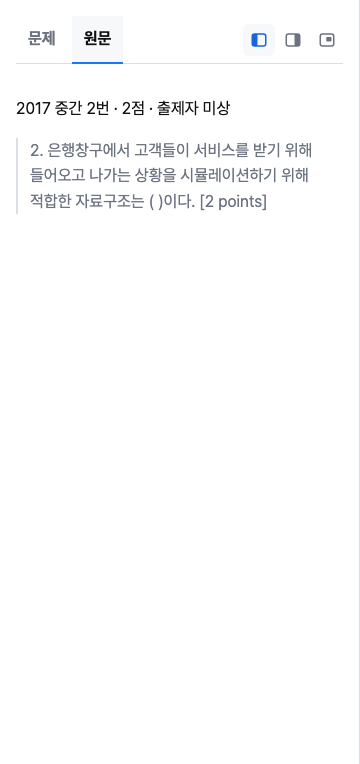 문제 원문
2017 중간 2번 · 2점 · 출제자 미상
2. 은행창구에서 고객들이 서비스를 받기 위해
들어오고 나가는 상황을 시뮬레이션하기 위해
적합한 자료구조는 ( )이다. [2 points]